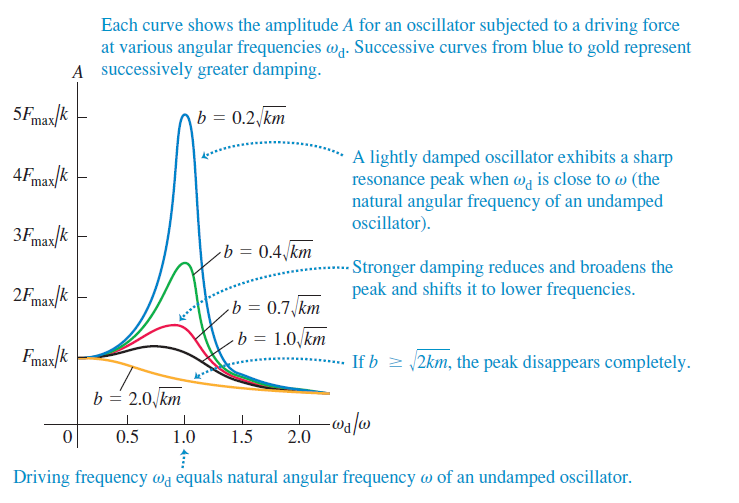 Each curve shows the amplitude A for an oscillator subjected to a driving force
at various angular frequencies ωd. Successive curves from blue to gold represent
successively greater damping.
A
5Fmax/k
b = 0.2√km
A lightly damped oscillator exhibits a sharp
resonance peak when ωd is close to ω (the
natural angular frequency of an undamped
oscillator).
4Fmax/k
3Fmax/k
b = 0.4√km
Stronger damping reduces and broadens the
peak and shifts it to lower frequencies.
2Fmax/k
b = 0.7√km
b = 1.0√km
Fmax/k
If b ≥ √2km, the peak disappears completely.
b = 2.0√km
ωd/ω
0 0.5 1.0 1.5 2.0
Driving frequency ωd equals natural angular frequency ω of an undamped oscillator.